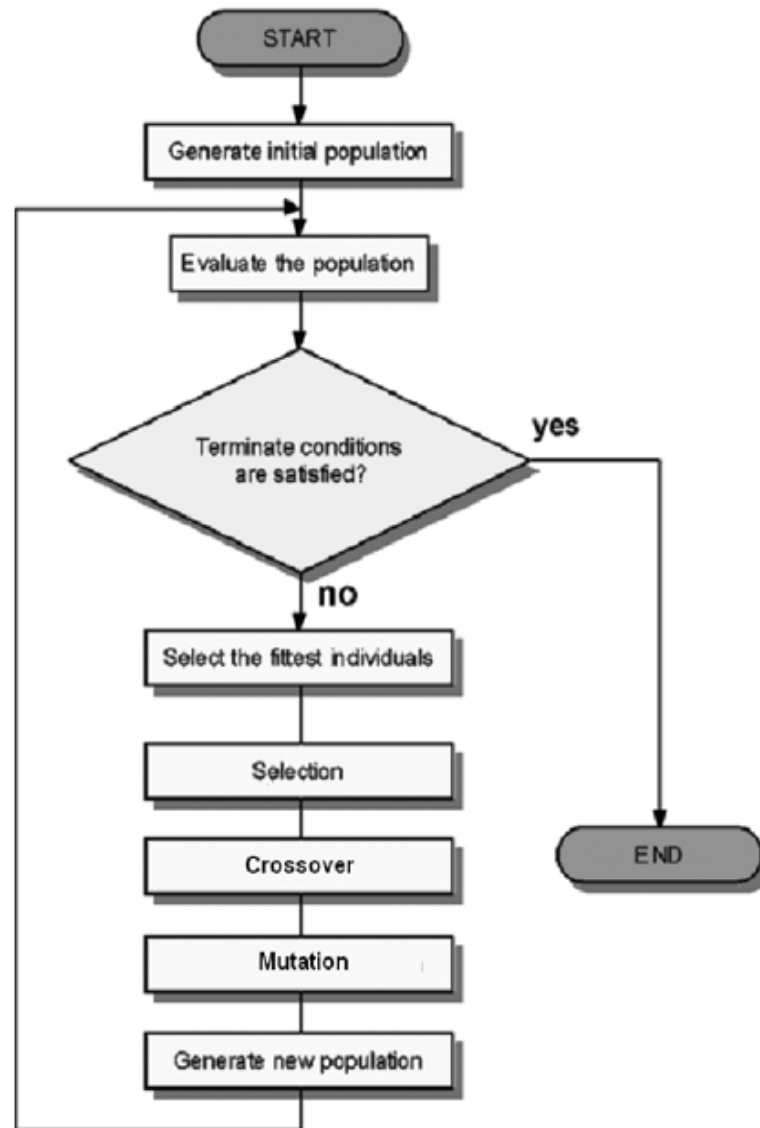 START
Generate initial population
Evaluate the population
Terminate conditions
are satisfied?
yes
no
Select the fittest individuals
Selection
Crossover
END
Mutation
Generate new population